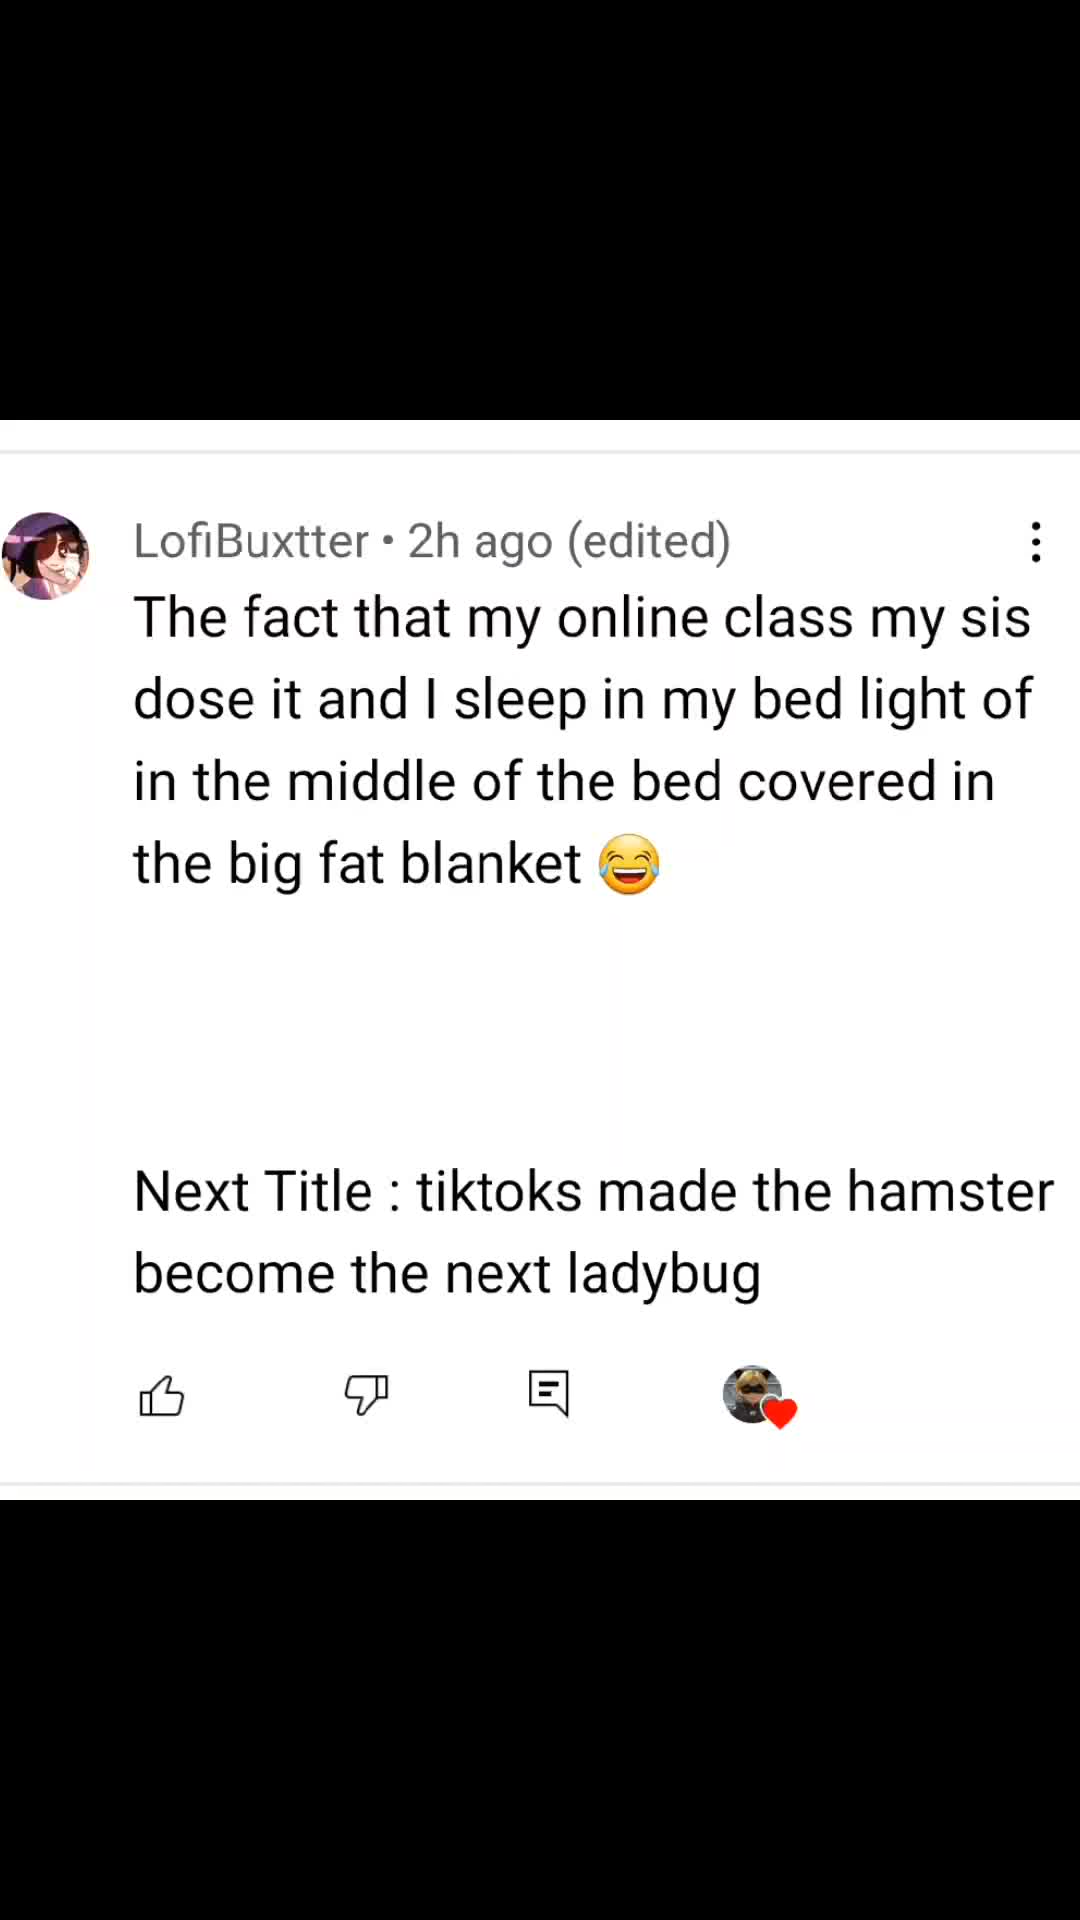 LofiBuxtter • 2h ago (edited)
The fact that my online class my sis
dose it and I sleep in my bed light of
in the middle of the bed covered in
the big fat blanket 😂
Next Title : tiktoks made the hamster
become the next ladybug